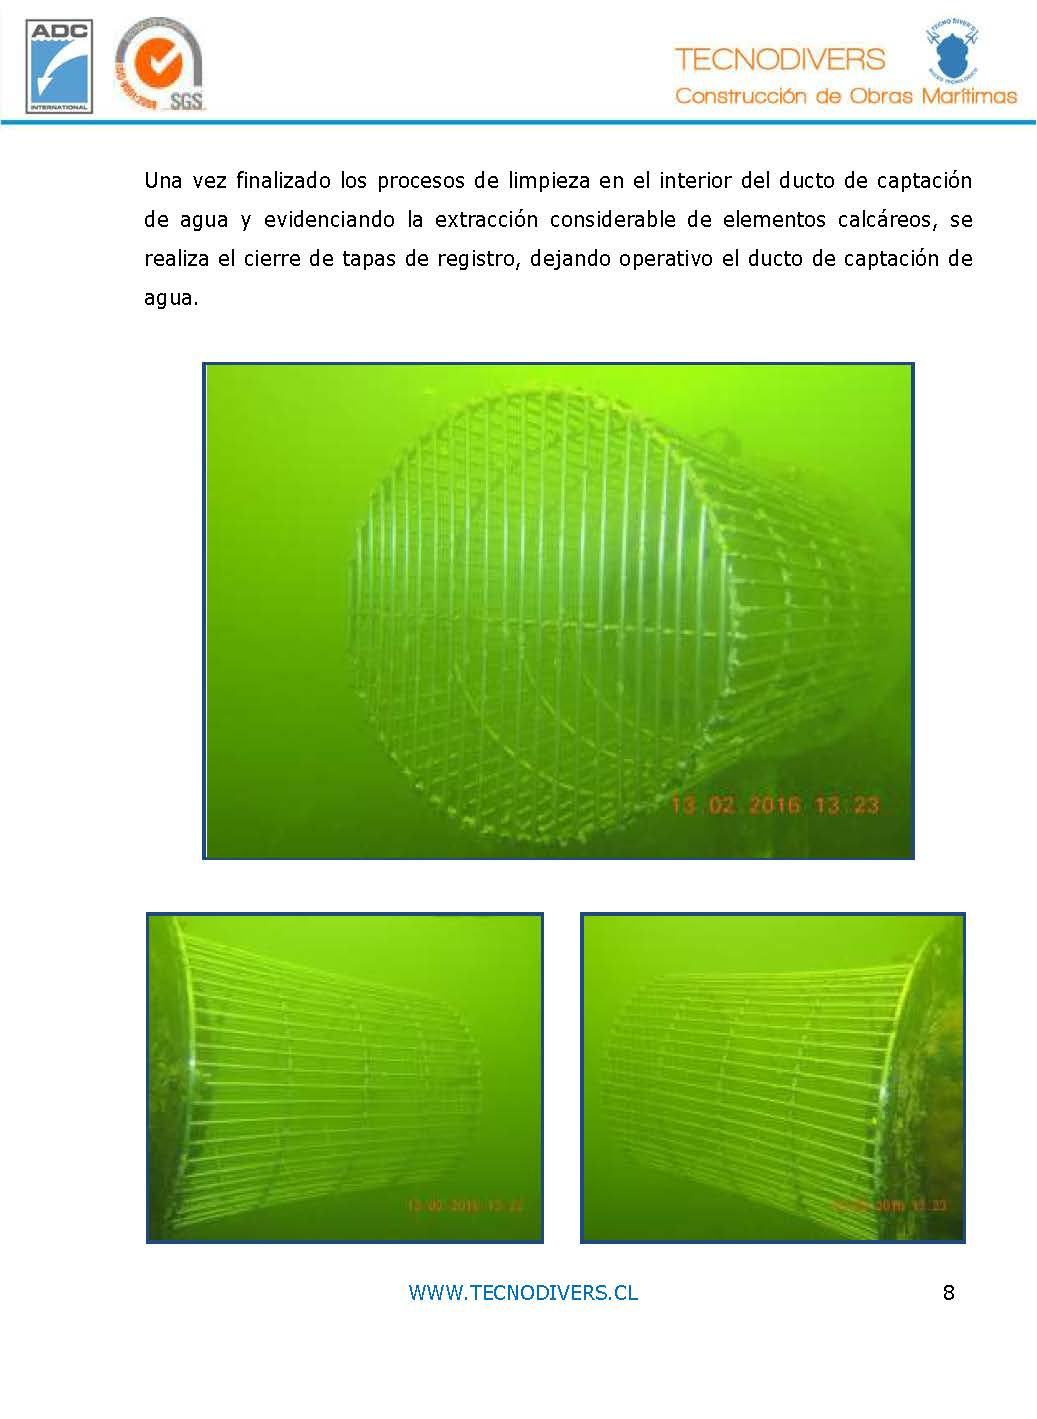 ADC
INTERNATIONAL
SGS
TECNODIVERS
Construcción de Obras Marítimas
Una vez finalizado los procesos de limpieza en el interior del ducto de captación
de agua y evidenciando la extracción considerable de elementos calcáreos, se
realiza el cierre de tapas de registro, dejando operativo el ducto de captación de
agua.
13 02 2016 13 23
WWW.TECNODIVERS.CL
8